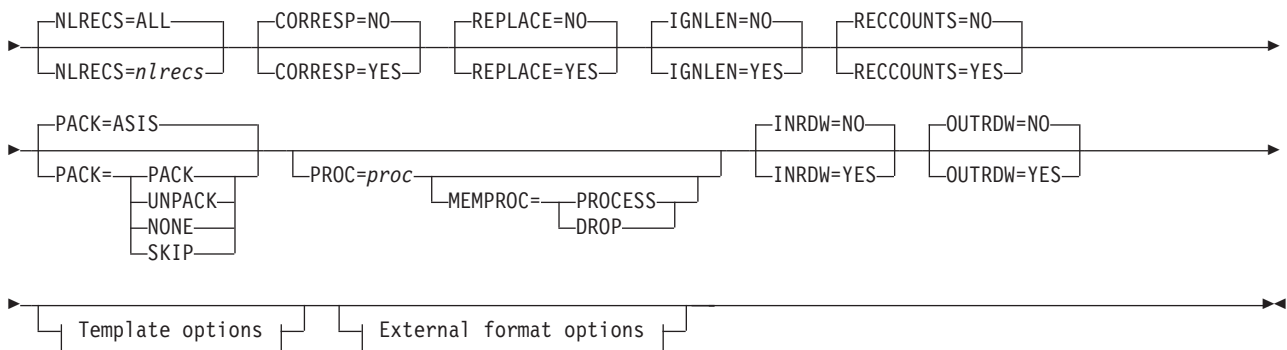 NLRECS=ALL CORRESP=NO REPLACE=NO IGNLEN=NO RECCOUNTS=NO
NLRECS=nlrecs CORRESP=YES REPLACE=YES IGNLEN=YES RECCOUNTS=YES
PACK=ASIS INRDW=NO OUTRDW=NO
PACK= PACK PROC=proc INRDW=YES OUTRDW=YES
UNPACK MEMPROC= PROCESS
NONE DROP
SKIP
Template options External format options